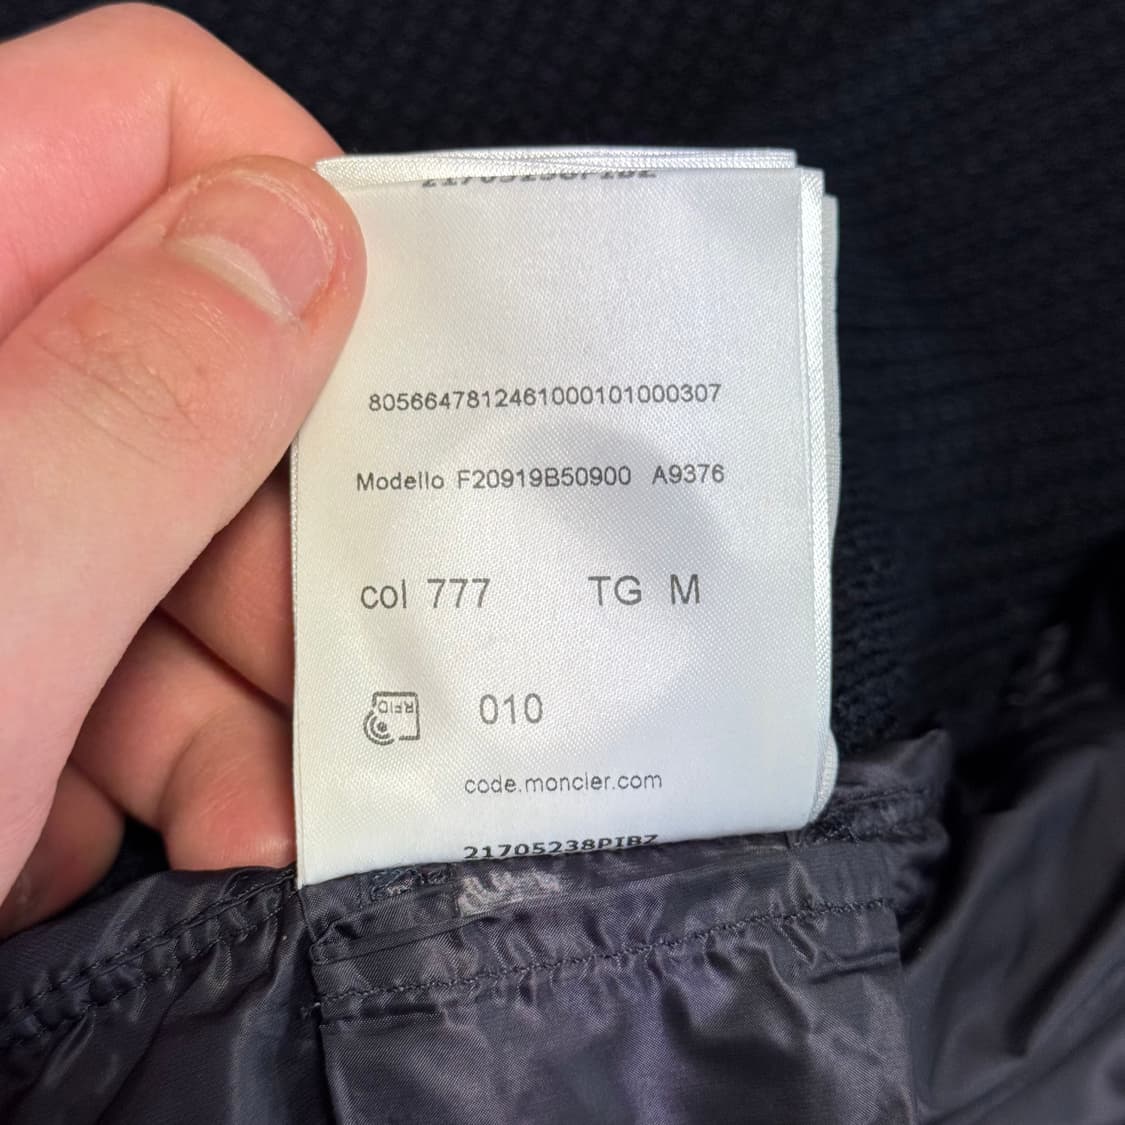 8056647812461000101000307
Modello F20919B50900 A9376
col 777 TG M
RFID
010
code.moncler.com
21705238PIBZ